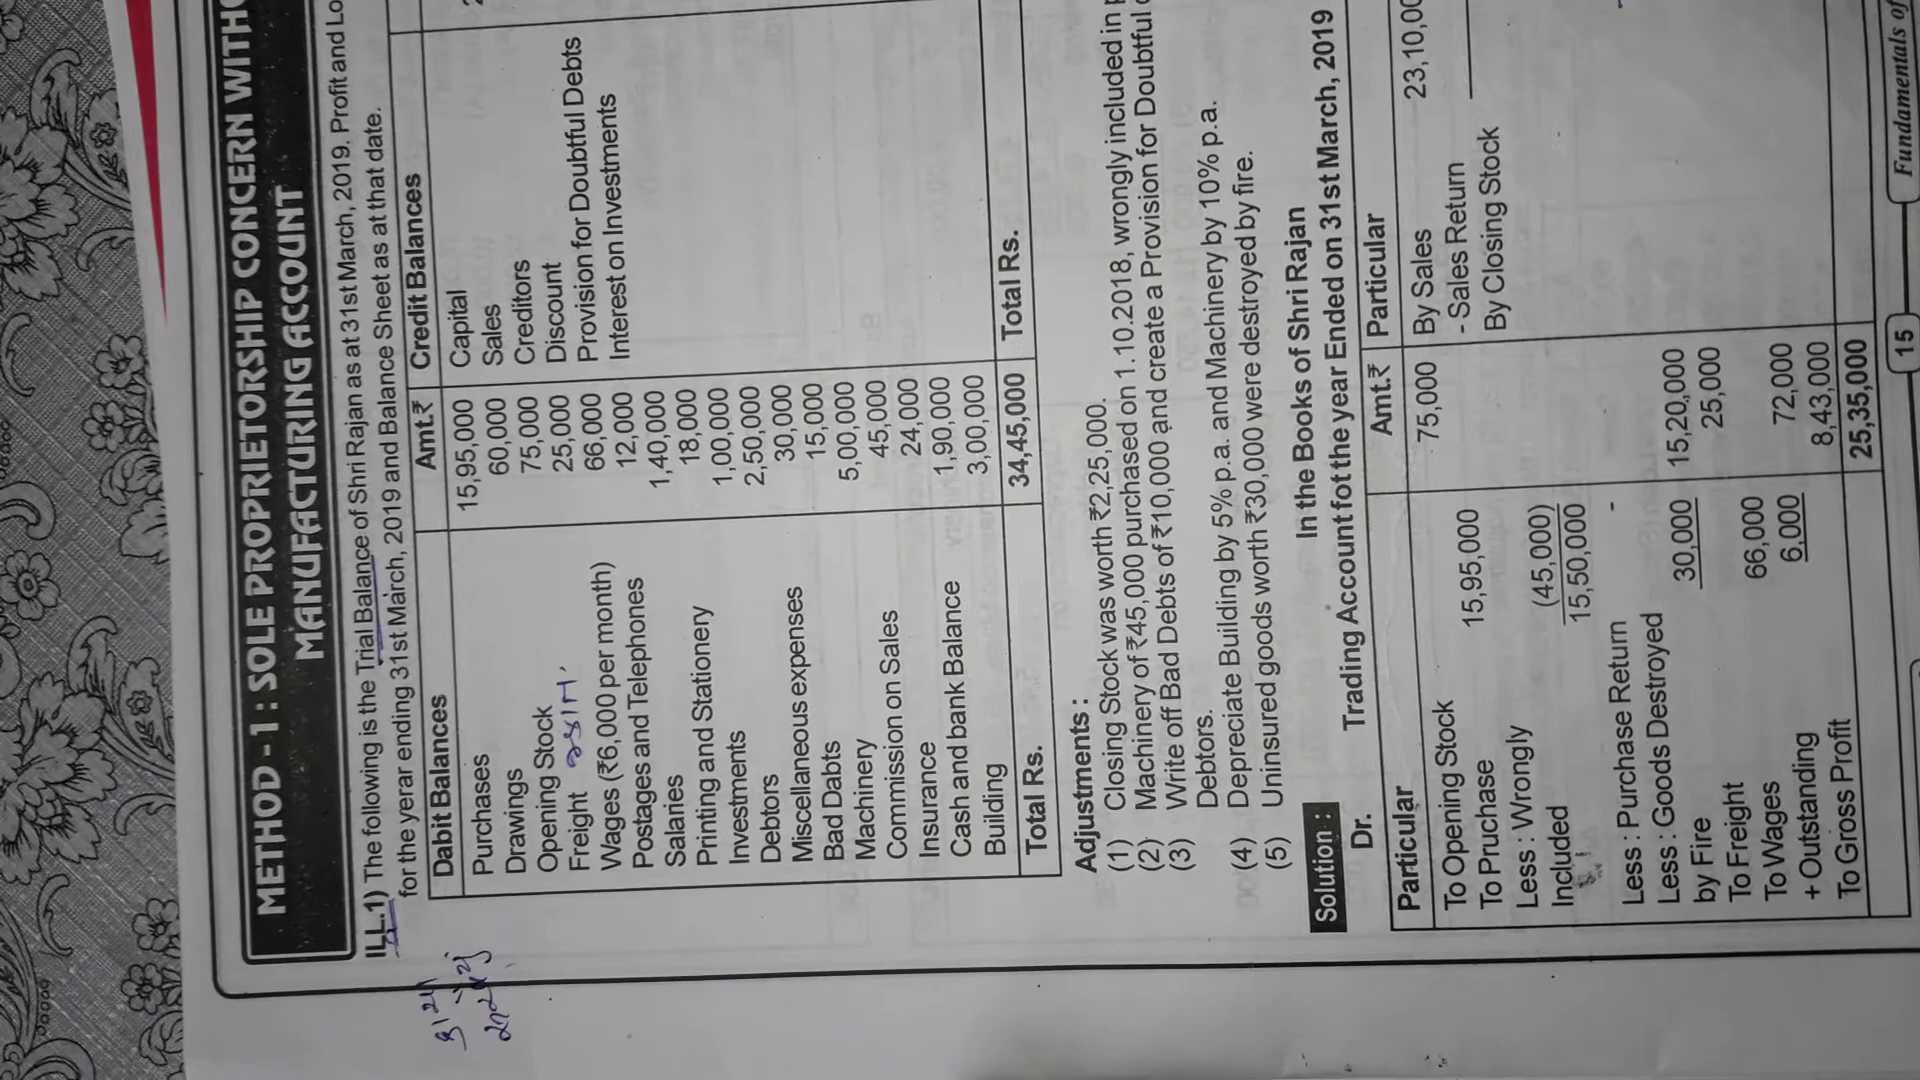 METHOD - 1 : SOLE PROPRIETORSHIP CONCERN WITH
MANUFACTURING ACCOUNT
ILL.1) The following is the Trial Balance of Shri Rajan as at 31st March, 2019. Profit and Lo
for the yerar ending 31st March, 2019 and Balance Sheet as at that date.
Dabit Balances Amt.₹ Credit Balances
Purchases 15,95,000 Capital
Drawings 60,000 Sales
Opening Stock 75,000 Creditors
Freight 25,000 Discount
Wages (₹6,000 per month) 66,000 Provision for Doubtful Debts
Postages and Telephones 12,000 Interest on Investments
Salaries 1,40,000
Printing and Stationery 18,000
Investments 1,00,000
Debtors 2,50,000
Miscellaneous expenses 30,000
Bad Dabts 15,000
Machinery 5,00,000
Commission on Sales 45,000
Insurance 24,000
Cash and bank Balance 1,90,000
Building 3,00,000
Total Rs. 34,45,000 Total Rs.
Adjustments :
(1) Closing Stock was worth ₹2,25,000.
(2) Machinery of ₹45,000 purchased on 1.10.2018, wrongly included in
(3) Write off Bad Debts of ₹10,000 and create a Provision for Doubtful
Debtors.
(4) Depreciate Building by 5% p.a. and Machinery by 10% p.a.
(5) Uninsured goods worth ₹30,000 were destroyed by fire.
Solution : In the Books of Shri Rajan
Dr. Trading Account fot the year Ended on 31st March, 2019
Particular Amt.₹ Particular
To Opening Stock 75,000 By Sales 23,10,00
To Pruchase 15,95,000 - Sales Return
Less : Wrongly By Closing Stock
Included (45,000)
15,50,000
Less : Purchase Return -
Less : Goods Destroyed
by Fire 30,000 15,20,000
To Freight 25,000
To Wages 66,000
+ Outstanding 6,000 72,000
To Gross Profit 8,43,000
25,35,000
15 Fundamentals of